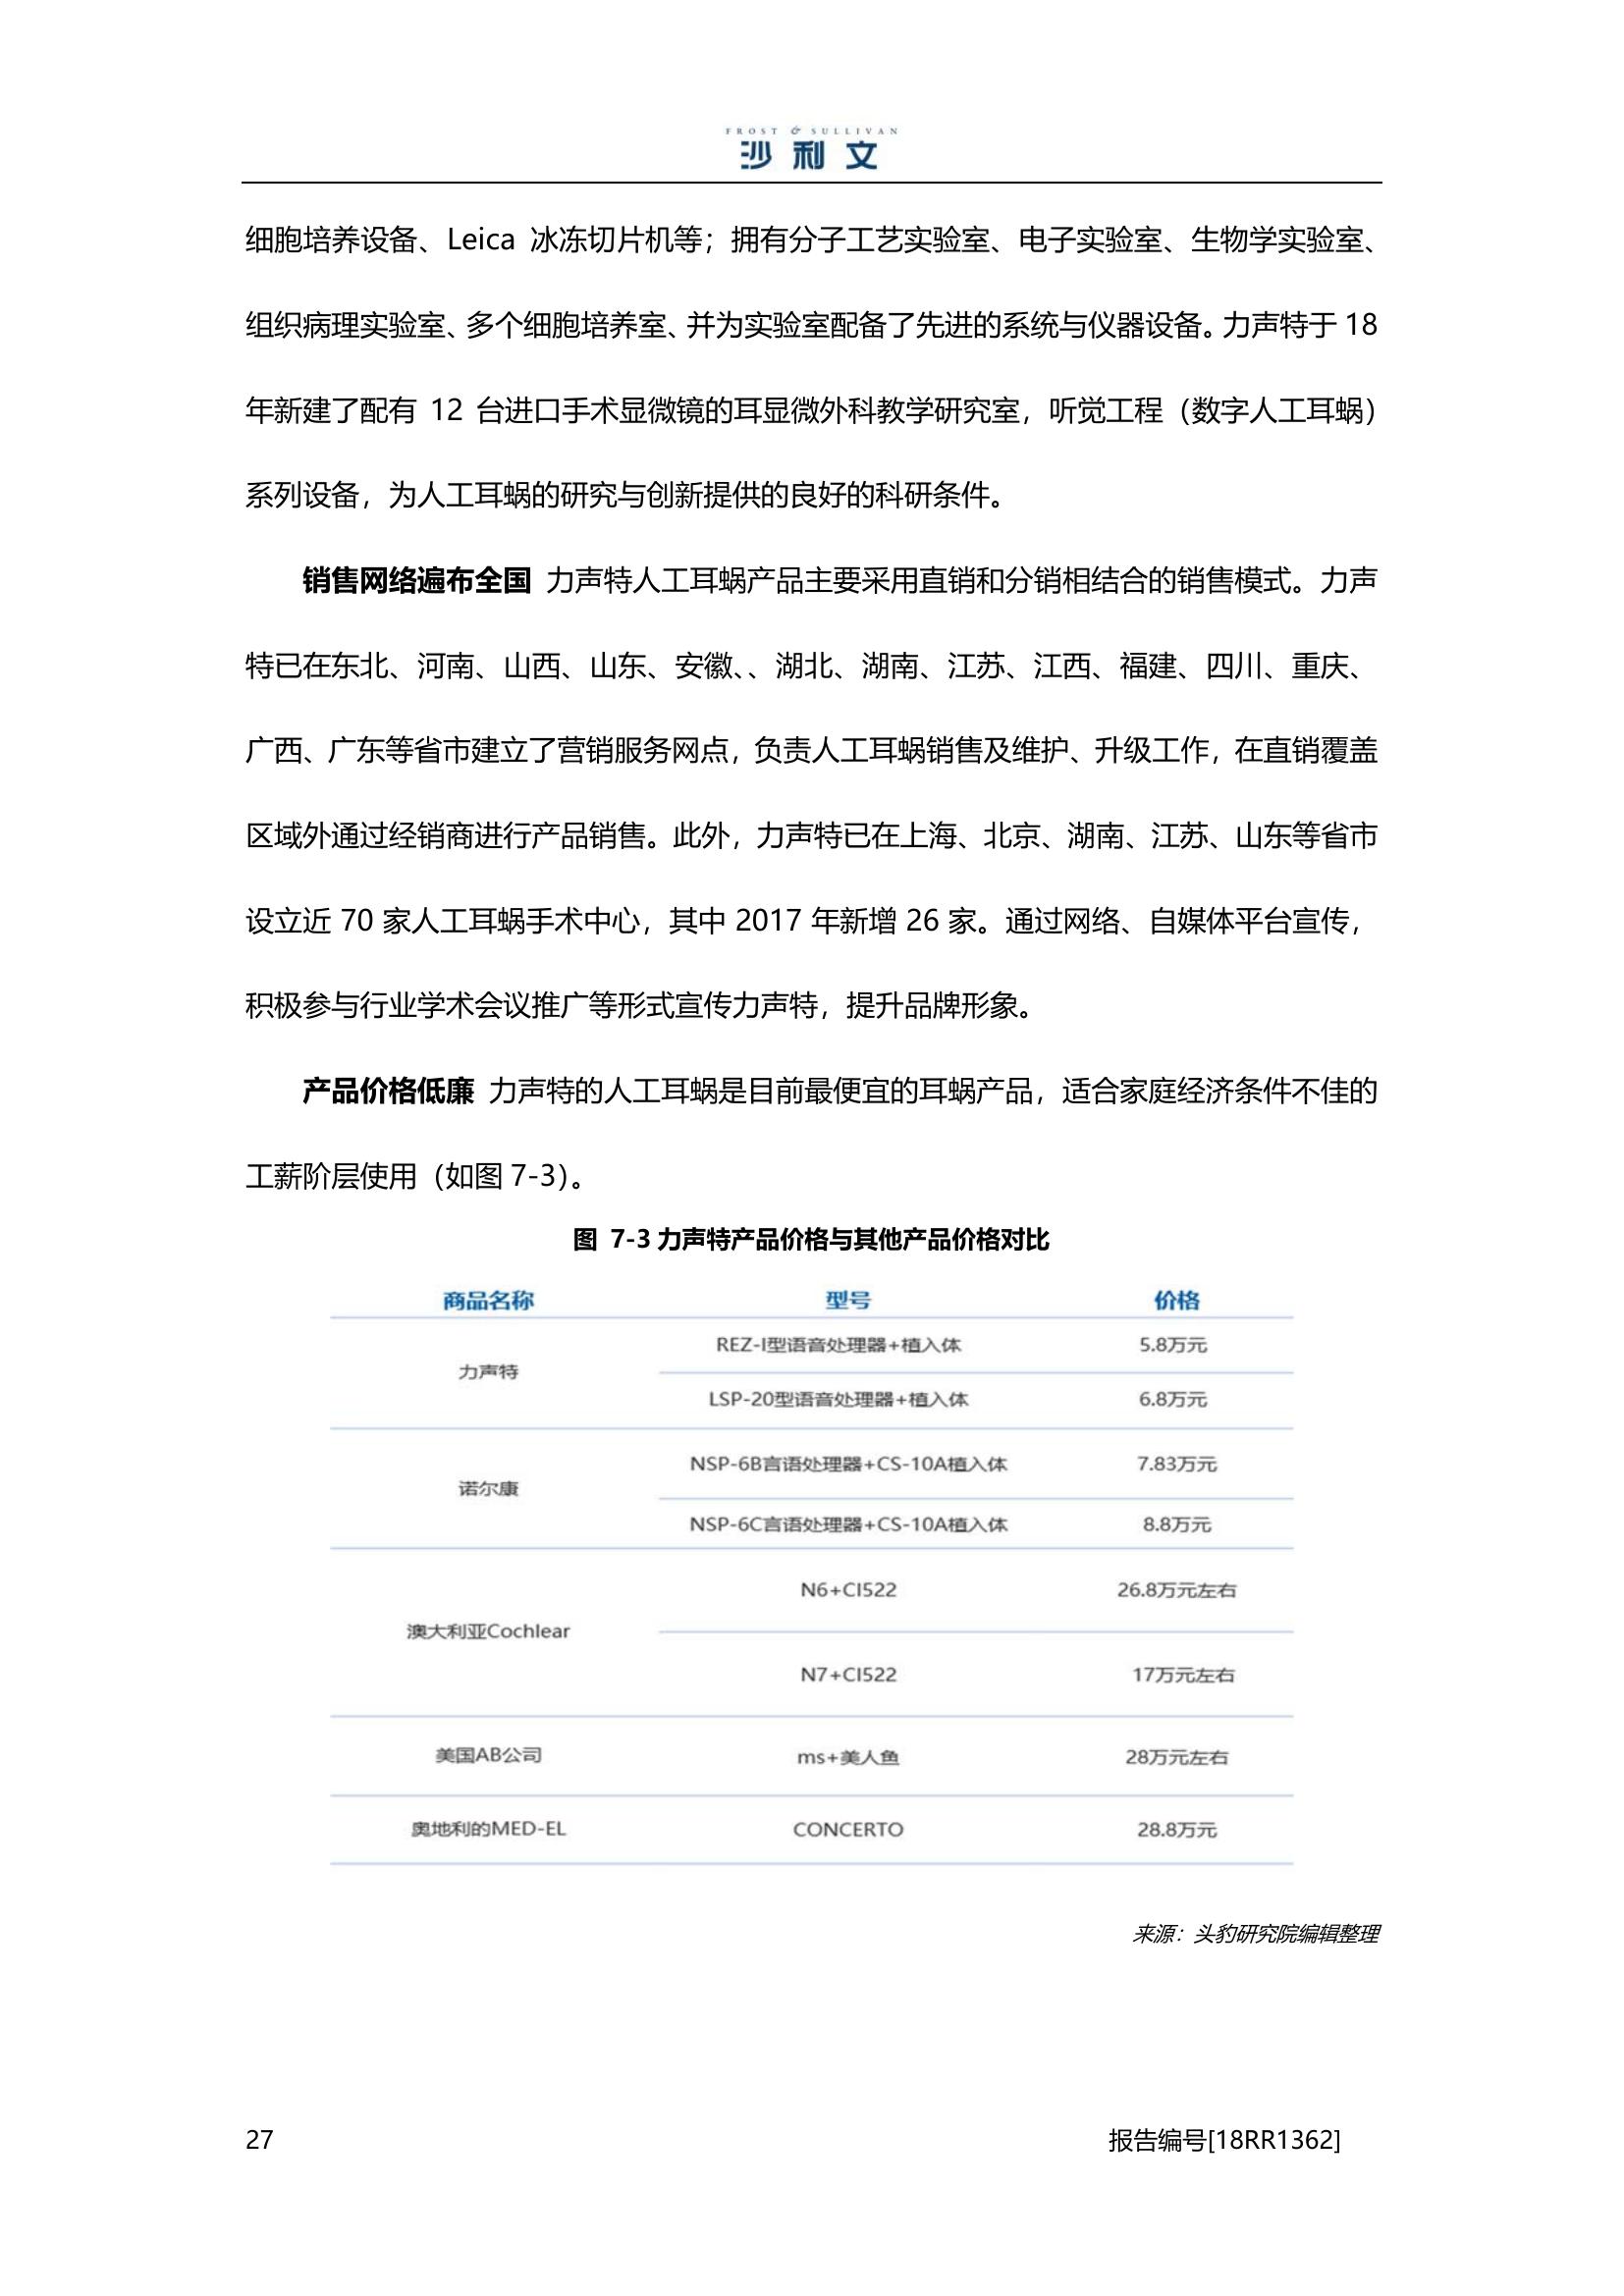 FROST & SULLIVAN
沙利文
细胞培养设备、Leica 冰冻切片机等；拥有分子工艺实验室、电子实验室、生物学实验室、
组织病理实验室、多个细胞培养室、并为实验室配备了先进的系统与仪器设备。力声特于 18
年新建了配有 12 台进口手术显微镜的耳显微外科教学研究室，听觉工程（数字人工耳蜗）
系列设备，为人工耳蜗的研究与创新提供的良好的科研条件。
销售网络遍布全国 力声特人工耳蜗产品主要采用直销和分销相结合的销售模式。力声
特已在东北、河南、山西、山东、安徽、、湖北、湖南、江苏、江西、福建、四川、重庆、
广西、广东等省市建立了营销服务网点，负责人工耳蜗销售及维护、升级工作，在直销覆盖
区域外通过经销商进行产品销售。此外，力声特已在上海、北京、湖南、江苏、山东等省市
设立近 70 家人工耳蜗手术中心，其中 2017 年新增 26 家。通过网络、自媒体平台宣传，
积极参与行业学术会议推广等形式宣传力声特，提升品牌形象。
产品价格低廉 力声特的人工耳蜗是目前最便宜的耳蜗产品，适合家庭经济条件不佳的
工薪阶层使用（如图 7-3）。
图 7-3 力声特产品价格与其他产品价格对比
商品名称 型号 价格
力声特 REZ-I型语音处理器+植入体 5.8万元
LSP-20型语音处理器+植入体 6.8万元
诺尔康 NSP-6B言语处理器+CS-10A植入体 7.83万元
NSP-6C言语处理器+CS-10A植入体 8.8万元
澳大利亚Cochlear N6+CI522 26.8万元左右
N7+CI522 17万元左右
美国AB公司 ms+美人鱼 28万元左右
奥地利的MED-EL CONCERTO 28.8万元
来源：头豹研究院编辑整理
27 报告编号[18RR1362]